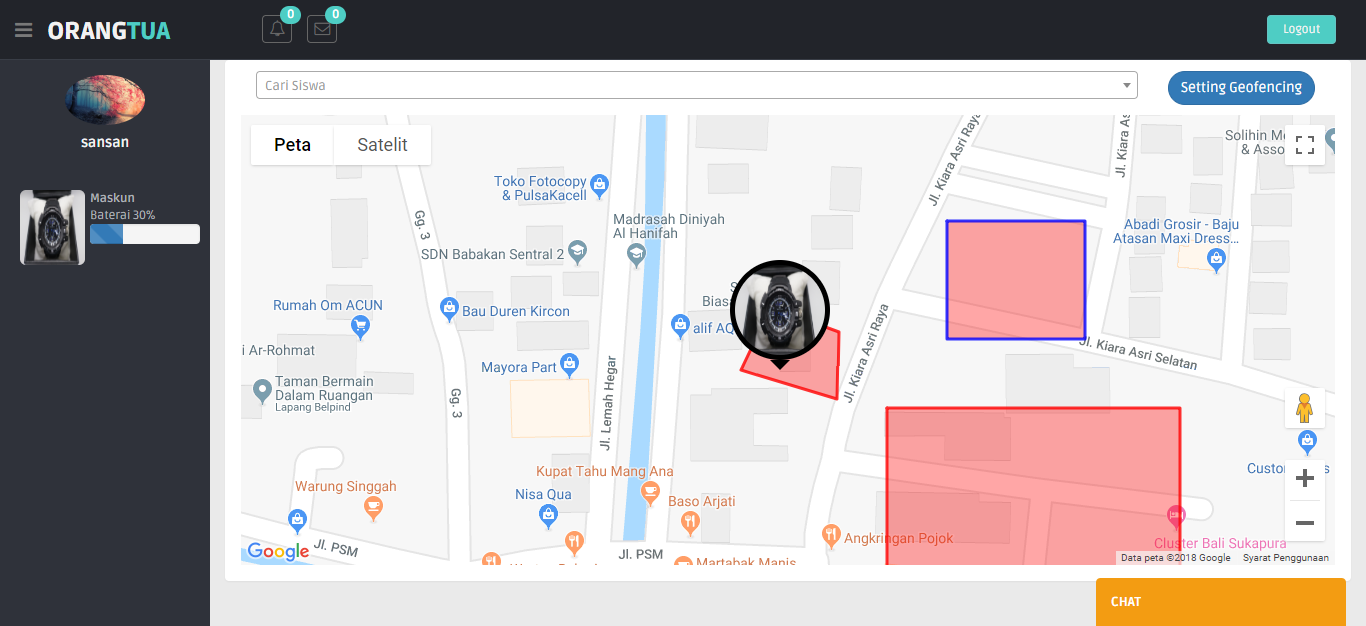 ORANGTUA
0
0
Logout
sansan
Maskun
Baterai 30%
Cari Siswa
Setting Geofencing
Peta
Satelit
Jl. Kiara Asri Raya
Solihin
& Asso
Toko Fotocopy
& PulsaKacell
Gg. 3
Madrasah Diniyah
Al Hanifah
SDN Babakan Sentral 2
Abadi Grosir - Baju
Atasan Maxi Dress...
Rumah Om ACUN
Bau Duren Kircon
alif
i Ar-Rohmat
Mayora Part
Jl. Kiara Asri Raya
Jl. Kiara Asri Selatan
Taman Bermain
Dalam Ruangan
Lapang Belpind
Gg. 3
Jl. Lemah Hegar
Kupat Tahu Mang Ana
Warung Singgah
Nisa Qua
Baso Arjati
Angkringan Pojok
Cluster Bali Sukapura
Google
Jl. PSM
Jl. PSM
Martabak Manis
Data peta ©2018 Google
Syarat Penggunaan
CHAT